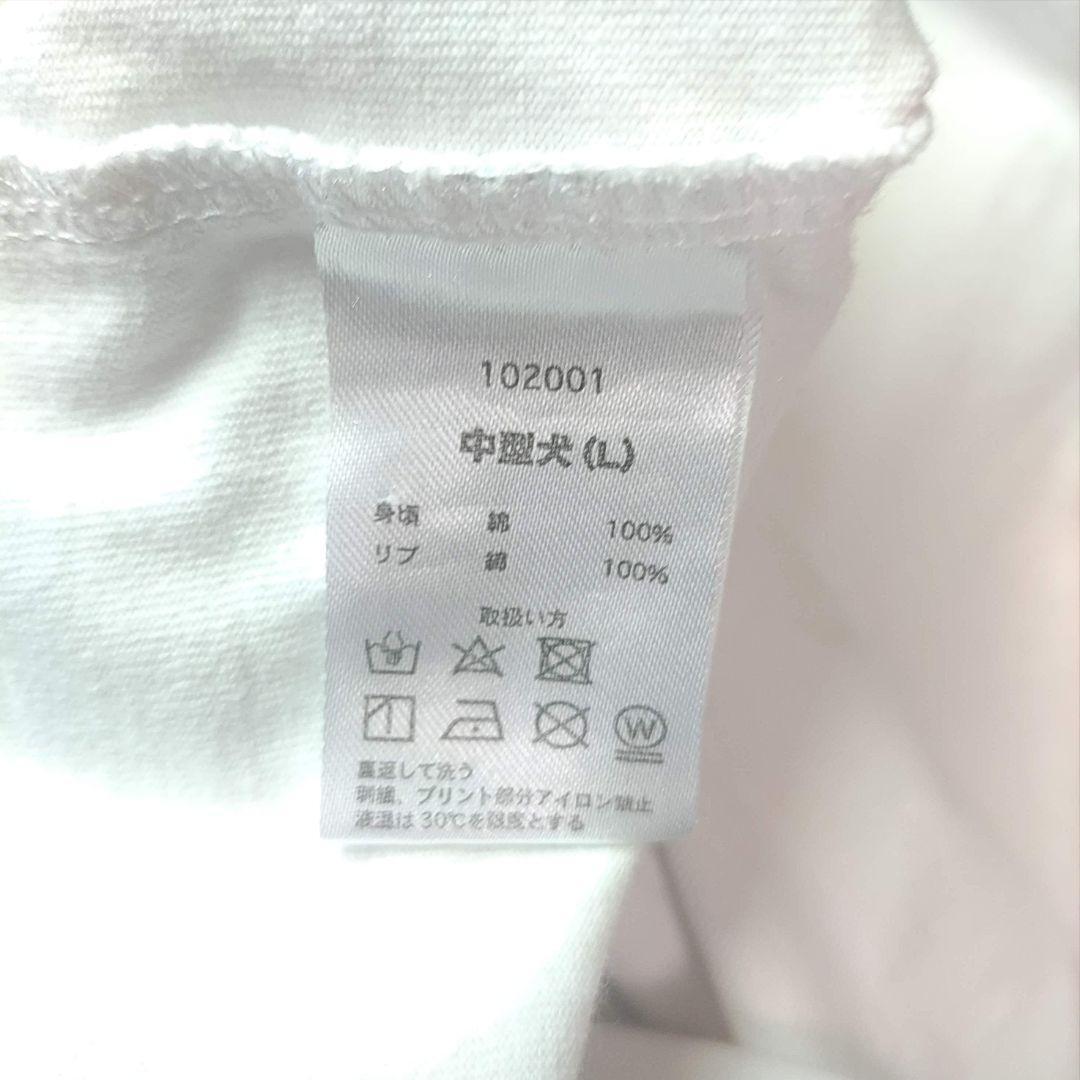 102001
中型犬 (L)
身頃 綿 100%
リブ 綿 100%
取扱い方
W
裏返して洗う
刺繍、プリント部分アイロン禁止
液温は 30℃を限度とする